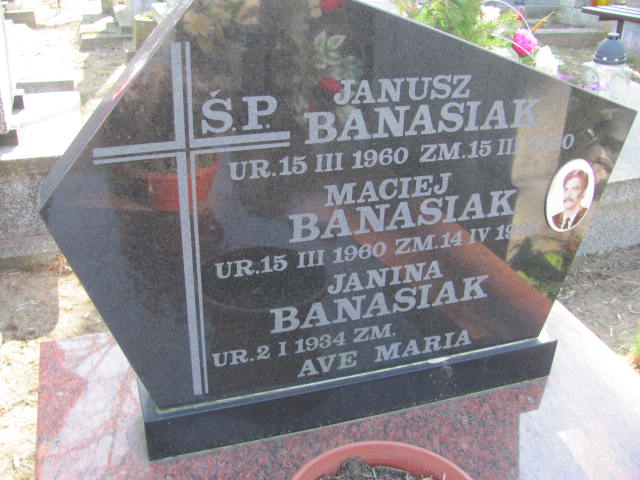 Ś.P. JANUSZ
BANASIAK
UR. 15 III 1960 ZM. 15 III
MACIEJ
BANASIAK
UR. 15 III 1960 ZM. 14 IV
JANINA
BANASIAK
UR. 2 I 1934 ZM.
AVE MARIA